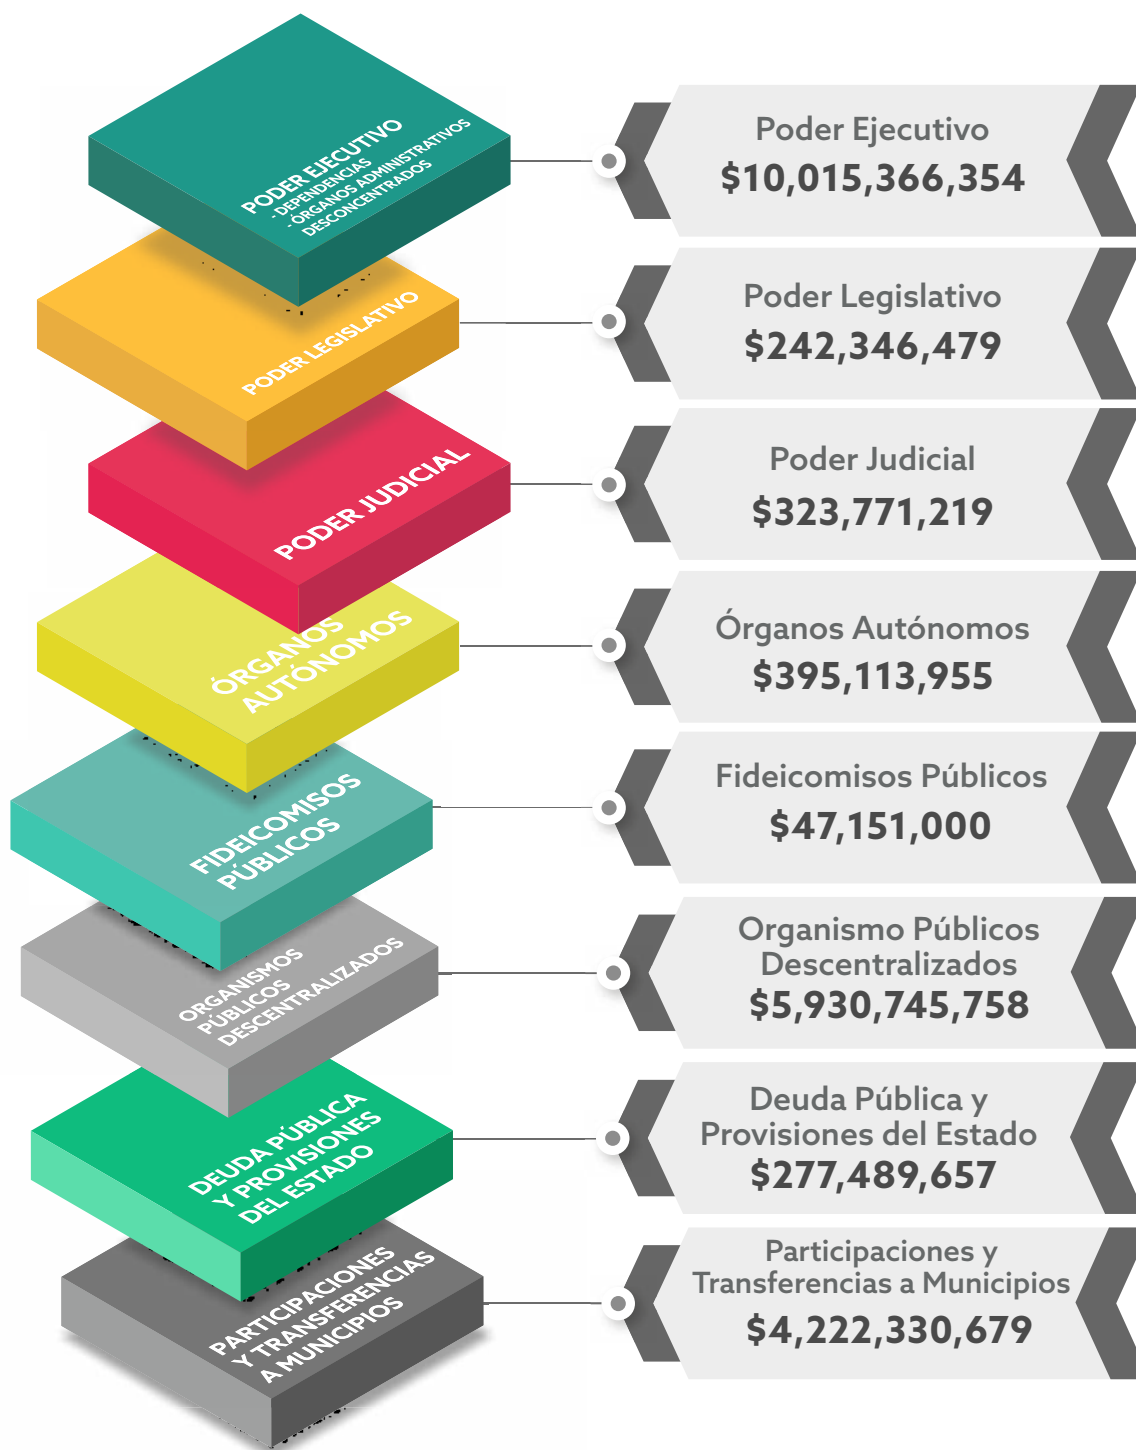 PODER EJECUTIVO
- DEPENDENCIAS
- ÓRGANOS ADMINISTRATIVOS
DESCONCENTRADOS
Poder Ejecutivo
$10,015,366,354
PODER LEGISLATIVO
Poder Legislativo
$242,346,479
PODER JUDICIAL
Poder Judicial
$323,771,219
ÓRGANOS
AUTÓNOMOS
Órganos Autónomos
$395,113,955
FIDEICOMISOS
PÚBLICOS
Fideicomisos Públicos
$47,151,000
ORGANISMOS
PÚBLICOS
DESCENTRALIZADOS
Organismo Públicos
Descentralizados
$5,930,745,758
DEUDA PÚBLICA
Y PROVISIONES
DEL ESTADO
Deuda Pública y
Provisiones del Estado
$277,489,657
PARTICIPACIONES
Y TRANSFERENCIAS
A MUNICIPIOS
Participaciones y
Transferencias a Municipios
$4,222,330,679